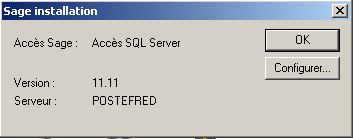 Sage installation
Accès Sage : Accès SQL Server
OK
Configurer...
Version : 11.11
Serveur : POSTEFRED